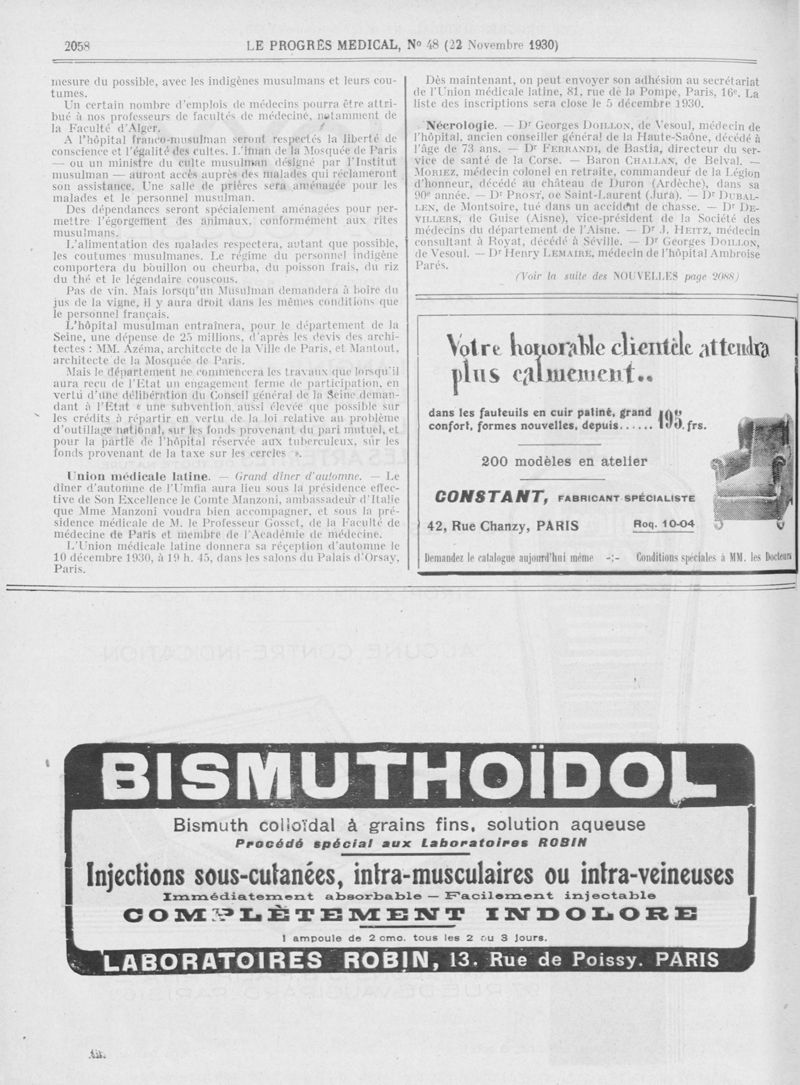 2058
LE PROGRÈS MEDICAL, No 48 (22 Novembre 1930)
mesure du possible, avec les indigènes musulmans et leurs cou-
tumes.
Un certain nombre d'emplois de médecins pourra être attri-
bué à nos professeurs de facultés de médecine, notamment de
la Faculté d'Alger.
A l'hôpital franco-musulman seront respectés la liberté de
conscience et l'égalité des cultes. L'iman de la Mosquée de Paris
— ou un ministre du culte musulman désigné par l'Institut
musulman — auront accès auprès des malades qui réclameront
son assistance. Une salle de prières sera aménagée pour les
malades et le personnel musulman.
Des dépendances seront spécialement aménagées pour per-
mettre l'égorgement des animaux, conformément aux rites
musulmans.
L'alimentation des malades respectera, autant que possible,
les coutumes musulmanes. Le régime du personnel indigène
comportera du bouillon ou cheurba, du poisson frais, du riz
du thé et le légendaire couscous.
Pas de vin. Mais lorsqu'un Musulman demandera à boire du
jus de la vigne, il y aura droit dans les mêmes conditions que
le personnel français.
L'hôpital musulman entraînera, pour le département de la
Seine, une dépense de 25 millions, d'après les devis des archi-
tectes : MM. Azéma, architecte de la Ville de Paris, et Mantout,
architecte de la Mosquée de Paris.
Mais le département ne commencera les travaux que lorsqu'il
aura reçu de l'Etat un engagement ferme de participation, en
vertu d'une délibération du Conseil général de la Seine deman-
dant à l'Etat « une subvention aussi élevée que possible sur
les crédits à répartir en vertu de la loi relative au problème
d'outillage national, sur les fonds provenant du pari mutuel, et
pour la partie de l'hôpital réservée aux tuberculeux, sur les
fonds provenant de la taxe sur les cercles ».
Union médicale latine. — Grand dîner d'automne. — Le
dîner d'automne de l'Umfia aura lieu sous la présidence effec-
tive de Son Excellence le Comte Manzoni, ambassadeur d'Italie
que Mme Manzoni voudra bien accompagner, et sous la pré-
sidence médicale de M. le Professeur Gosset, de la Faculté de
médecine de Paris et membre de l'Académie de médecine.
L'Union médicale latine donnera sa réception d'automne le
10 décembre 1930, à 19 h. 45, dans les salons du Palais d'Orsay,
Paris.
Dès maintenant, on peut envoyer son adhésion au secrétariat
de l'Union médicale latine, 81, rue de la Pompe, Paris, 16e. La
liste des inscriptions sera close le 5 décembre 1930.
Nécrologie. — Dr Georges DOILLON, de Vesoul, médecin de
l'hôpital, ancien conseiller général de la Haute-Saône, décédé à
l'âge de 73 ans. — Dr FERRANDI, de Bastia, directeur du ser-
vice de santé de la Corse. — Baron CHALLAN, de Belval. —
MORIEZ, médecin colonel en retraite, commandeur de la Légion
d'honneur, décédé au château de Duron (Ardèche), dans sa
90e année. — Dr PROST, de Saint-Laurent (Jura). — Dr DUBAL-
LEN, de Montsoire, tué dans un accident de chasse. — Dr DE-
VILLERS, de Guise (Aisne), vice-président de la Société des
médecins du département de l'Aisne. — Dr J. HEITZ, médecin
consultant à Royat, décédé à Séville. — Dr Georges DOILLON,
de Vesoul. — Dr Henry LEMAIRE, médecin de l'hôpital Ambroise
Parés.
(Voir la suite des NOUVELLES page 2088)
Votre honorable clientèle attendra
plus calmement..
dans les fauteuils en cuir patiné, grand
confort, formes nouvelles, depuis...... 195 frs.
200 modèles en atelier
CONSTANT, FABRICANT SPÉCIALISTE
42, Rue Chanzy, PARIS Roq. 10-04
Demandez le catalogue aujourd'hui même -:- Conditions spéciales à MM. les Docteurs
BISMUTHOÏDOL
Bismuth colloïdal à grains fins, solution aqueuse
Procédé spécial aux Laboratoires ROBIN
Injections sous-cutanées, intra-musculaires ou intra-veineuses
Immédiatement absorbable — Facilement injectable
COMPLÈTEMENT INDOLORE
1 ampoule de 2 cmc. tous les 2 ou 3 jours.
LABORATOIRES ROBIN, 13. Rue de Poissy. PARIS